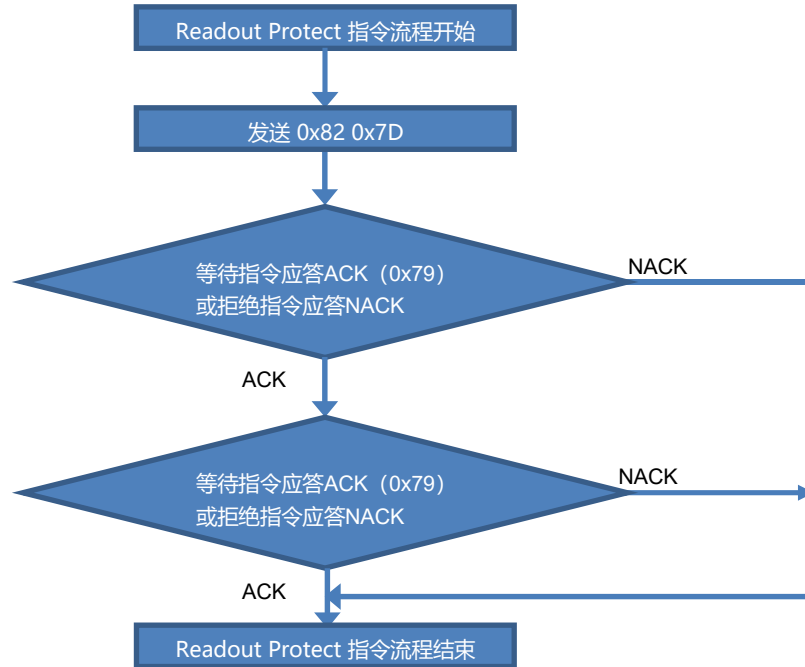 Readout Protect 指令流程开始
发送 0x82 0x7D
等待指令应答ACK（0x79）
或拒绝指令应答NACK
NACK
ACK
等待指令应答ACK（0x79）
或拒绝指令应答NACK
NACK
ACK
Readout Protect 指令流程结束